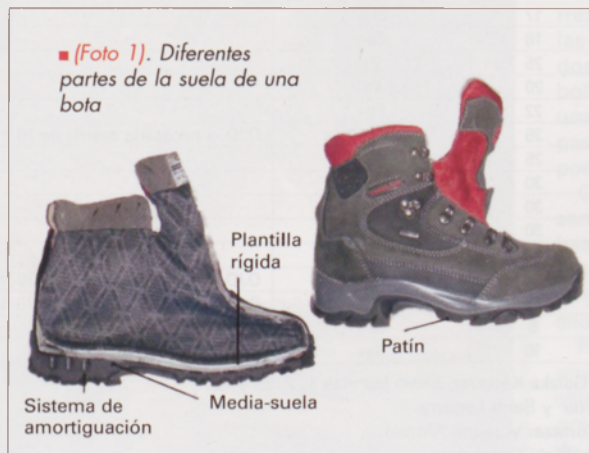 ■ (Foto 1). Diferentes
partes de la suela de una
bota
Plantilla
rígida
Patín
Sistema de
amortiguación
Media-suela